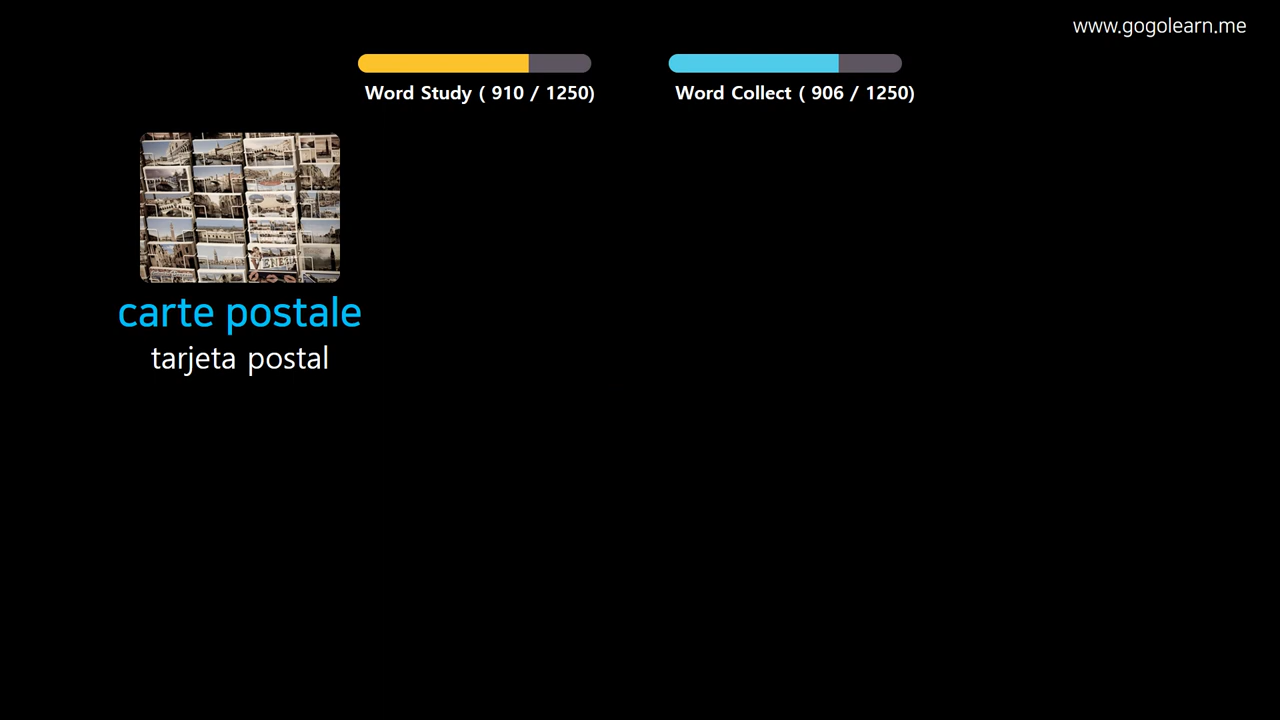 www.gogolearn.me
Word Study ( 910 / 1250)
Word Collect ( 906 / 1250)
carte postale
tarjeta postal